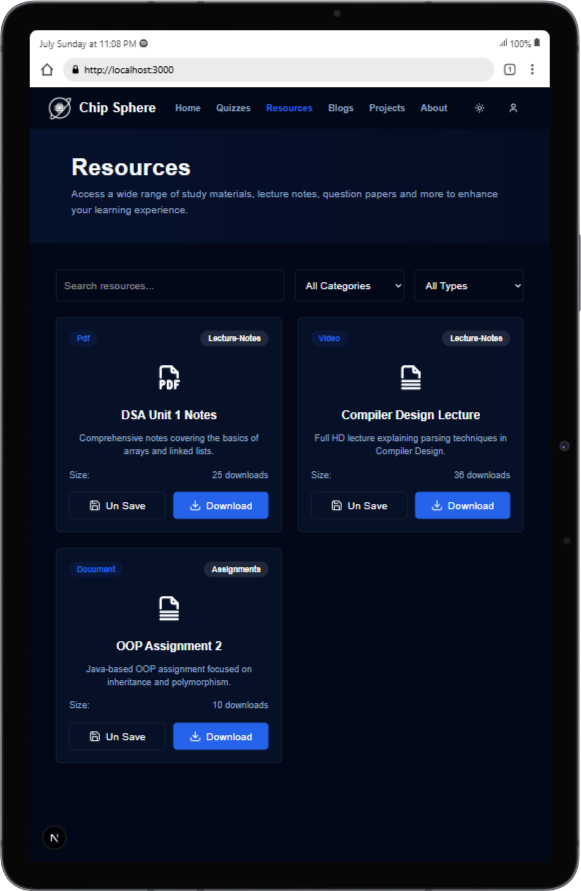 July Sunday at 11:08 PM 100%
http://localhost:3000 1
Chip Sphere Home Quizzes Resources Blogs Projects About
Resources
Access a wide range of study materials, lecture notes, question papers and more to enhance
your learning experience.
Search resources... All Categories All Types
Pdf Lecture-Notes
PDF
DSA Unit 1 Notes
Comprehensive notes covering the basics of
arrays and linked lists.
Size: 25 downloads
Un Save Download
Video Lecture-Notes
Compiler Design Lecture
Full HD lecture explaining parsing techniques in
Compiler Design.
Size: 36 downloads
Un Save Download
Document Assignments
OOP Assignment 2
Java-based OOP assignment focused on
inheritance and polymorphism.
Size: 10 downloads
Un Save Download
N